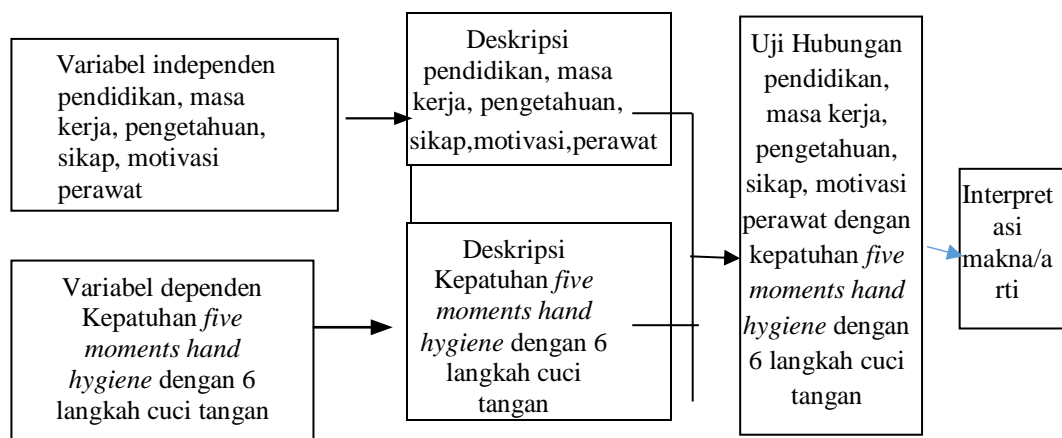 Variabel independen
pendidikan, masa
kerja, pengetahuan,
sikap, motivasi
perawat
Variabel dependen
Kepatuhan five
moments hand
hygiene dengan 6
langkah cuci tangan
Deskripsi
pendidikan, masa
kerja, pengetahuan,
sikap,motivasi,perawat
Deskripsi
Kepatuhan five
moments hand
hygiene dengan 6
langkah cuci
tangan
Uji Hubungan
pendidikan,
masa kerja,
pengetahuan,
sikap, motivasi
perawat dengan
kepatuhan five
moments hand
hygiene dengan
6 langkah cuci
tangan
Interpret
asi
makna/a
rti